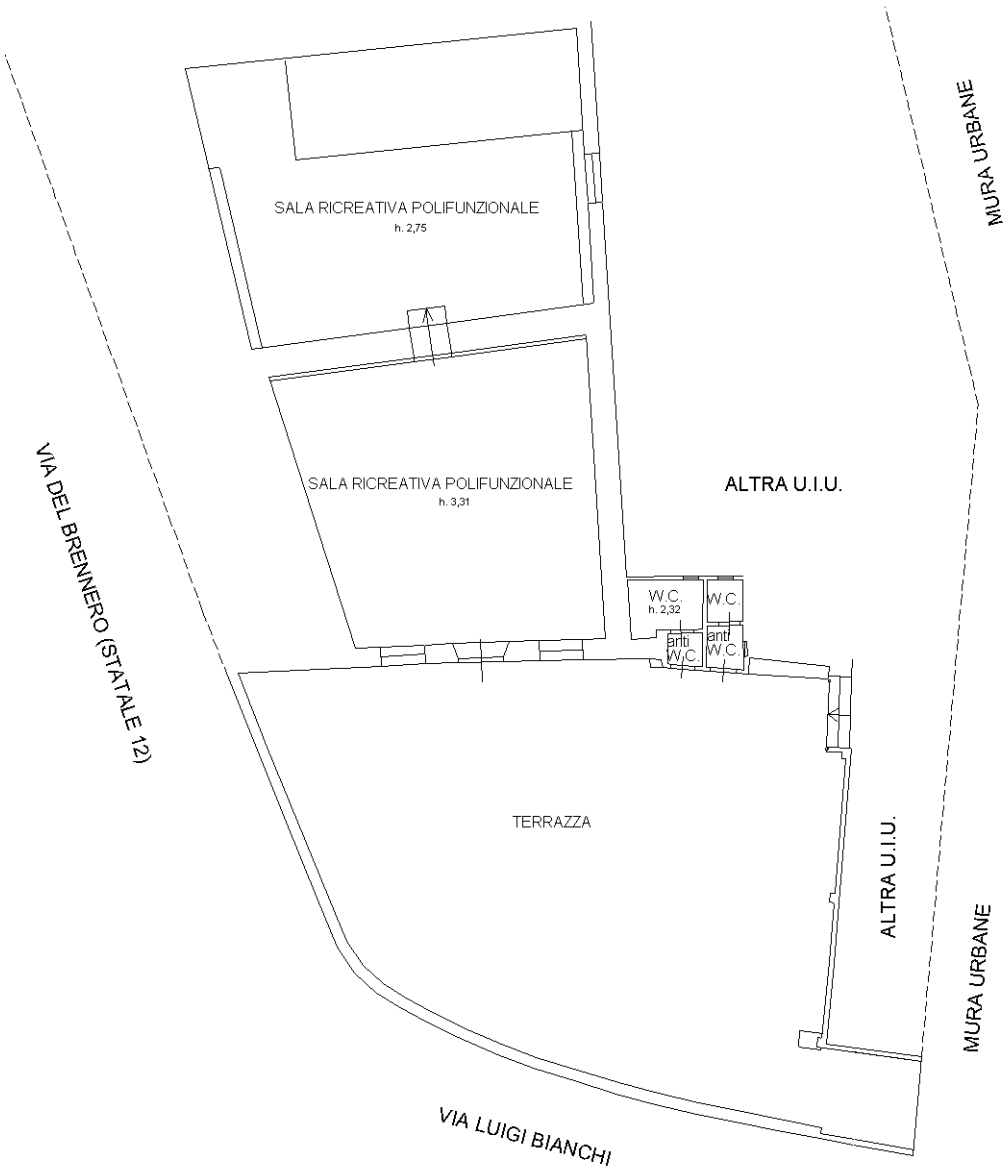 MURA URBANE
SALA RICREATIVA POLIFUNZIONALE
h. 2,75
VIA DEL BRENNERO (STATALE 12)
SALA RICREATIVA POLIFUNZIONALE
h. 3,31
ALTRA U.I.U.
W.C.
h. 2,32
W.C.
anti
W.C.
anti
W.C.
TERRAZZA
ALTRA U.I.U.
MURA URBANE
VIA LUIGI BIANCHI